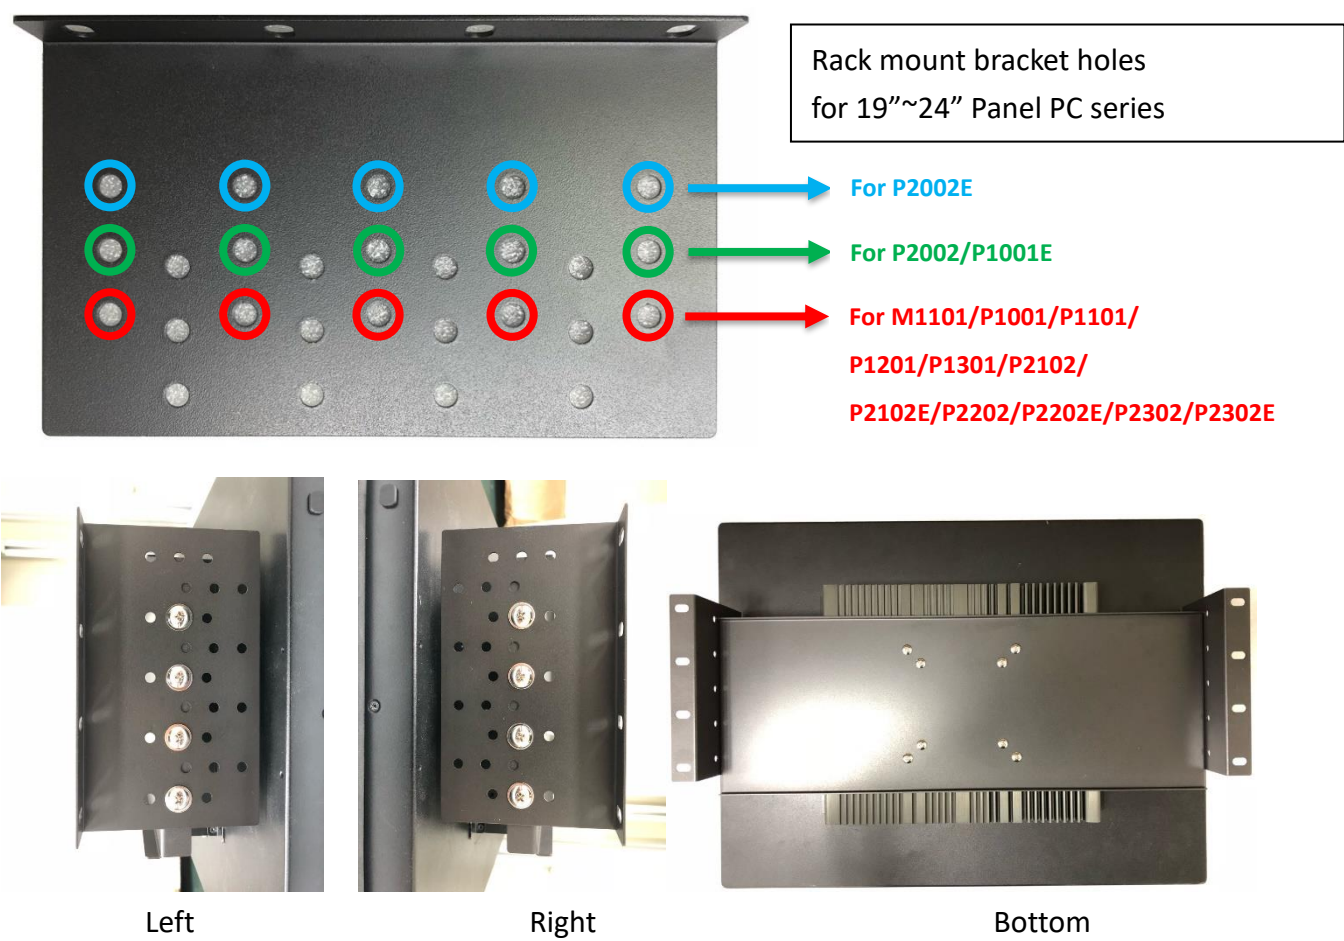 Rack mount bracket holes
for 19”~24” Panel PC series
For P2002E
For P2002/P1001E
For M1101/P1001/P1101/
P1201/P1301/P2102/
P2102E/P2202/P2202E/P2302/P2302E
Left
Right
Bottom